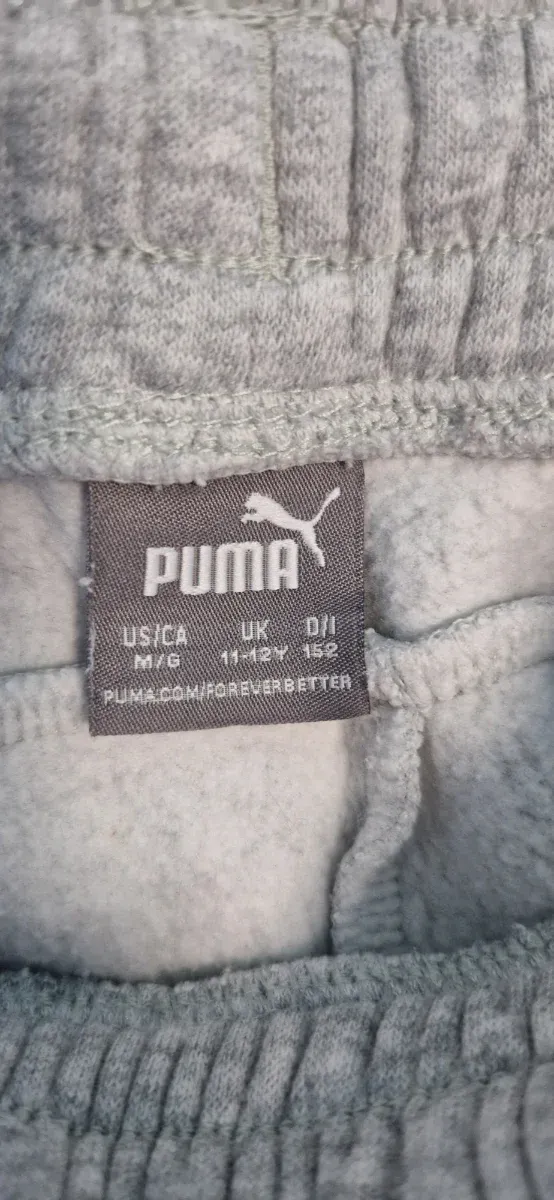 PUMA
US/CA UK D/I
M/G 11-12Y 152
PUMA.COM/FOREVERBETTER